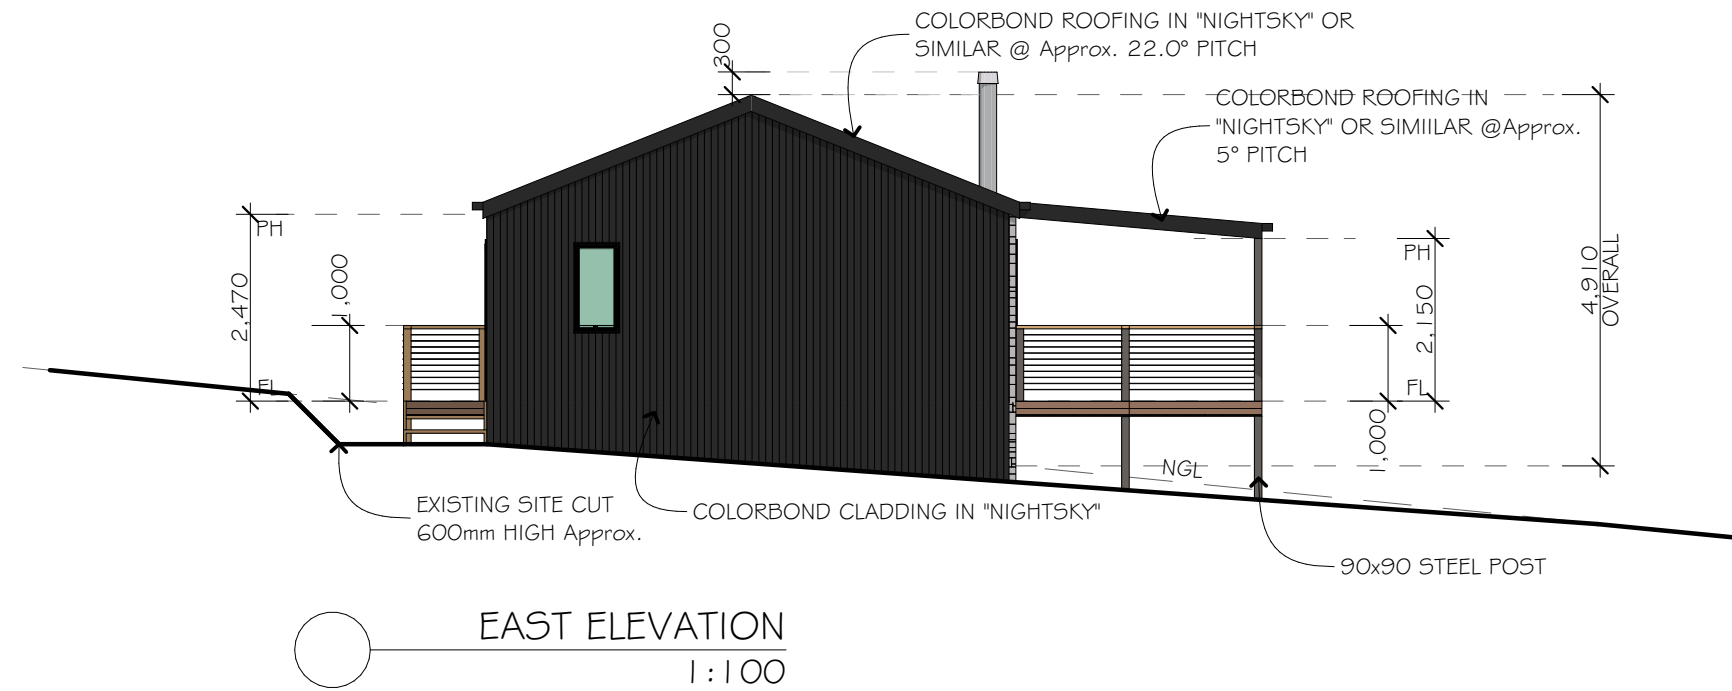 COLORBOND ROOFING IN "NIGHTSKY" OR
SIMILAR @ Approx. 22.0° PITCH
300
COLORBOND ROOFING IN
"NIGHTSKY" OR SIMIILAR @Approx.
5° PITCH
PH
2,470
1,000
FL
PH
2,150
FL
4,910
OVERALL
1,000
NGL
EXISTING SITE CUT
600mm HIGH Approx.
COLORBOND CLADDING IN "NIGHTSKY"
90x90 STEEL POST
EAST ELEVATION
1:100